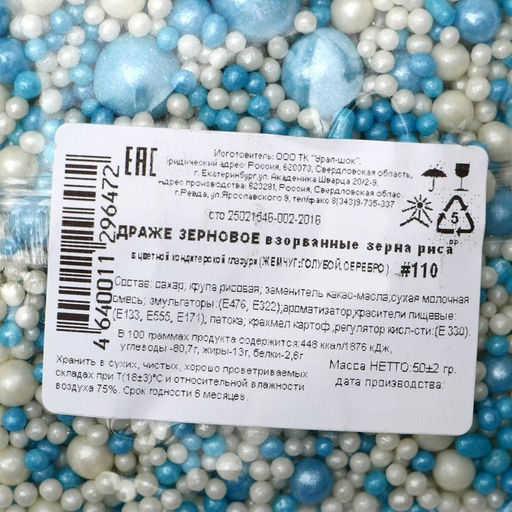 EAC
Изготовитель: ООО ТК "Урал-шок".
Юридический адрес: Россия, 620073, Свердловская область,
г. Екатеринбург, ул. Академика Шварца 20/2-9.
Адрес производства: 623281, Россия, Свердловская облас
г.Ревда, ул.Ярославского 9, тел/факс 8(343)9-735-337
сто 25021646-002-2016
ДРАЖЕ ЗЕРНОВОЕ взорванные зерна риса
в цветной кондитерской глазури (ЖЕМЧУГ:ГОЛУБОЙ, СЕРЕБРО) #110
Состав: сахар, крупа рисовая; заменитель какао-масла,сухая молочная
смесь; эмульгаторы:(Е476, Е322);ароматизатор;красители пищевые:
(Е133, Е555, Е171), патока; крахмал картоф.,регулятор кисл-сти:(Е 330).
В 100 граммах продукта содержится:448 ккал/1876 кДж,
углеводы -80,7г, жиры-13г, белки-2,6г
Хранить в сухих, чистых, хорошо проветриваемых
складах при Т(18±3)°С и относительной влажности
воздуха 75%. Срок годности 6 месяцев.
Масса НЕТТО:50±2 гр.
дата производства:
4 640011 296472
5
PP